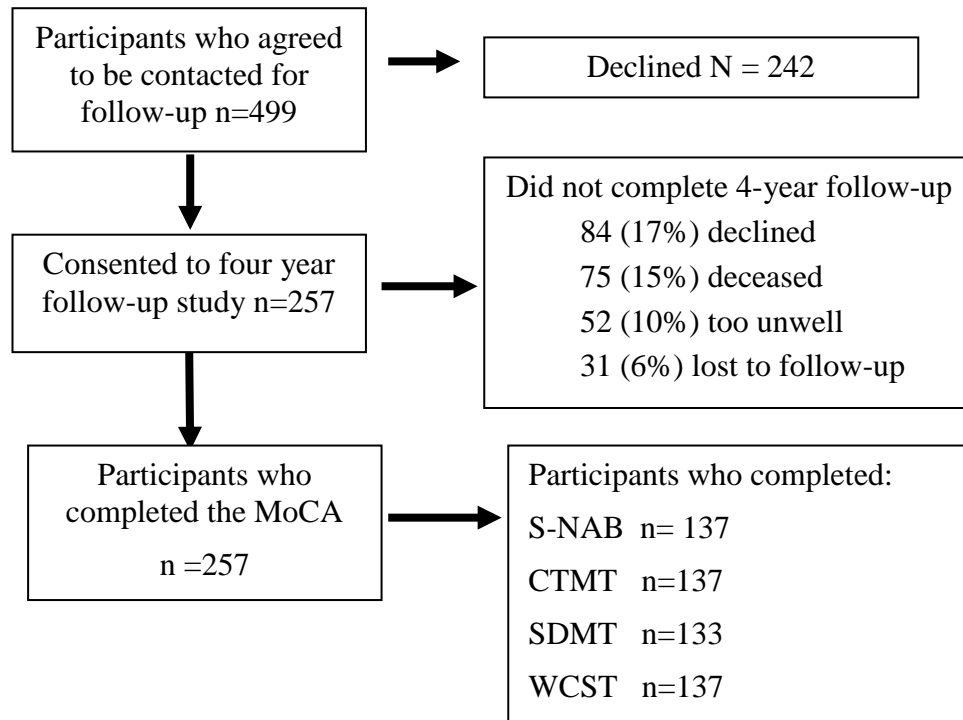 Participants who agreed
to be contacted for
follow-up n=499
Declined N = 242
Did not complete 4-year follow-up
84 (17%) declined
75 (15%) deceased
52 (10%) too unwell
31 (6%) lost to follow-up
Consented to four year
follow-up study n=257
Participants who
completed the MoCA
n =257
Participants who completed:
S-NAB n= 137
CTMT n=137
SDMT n=133
WCST n=137